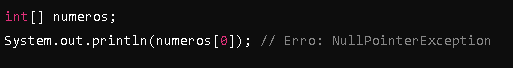 int[] numeros;
System.out.println(numeros[0]); // Erro: NullPointerException